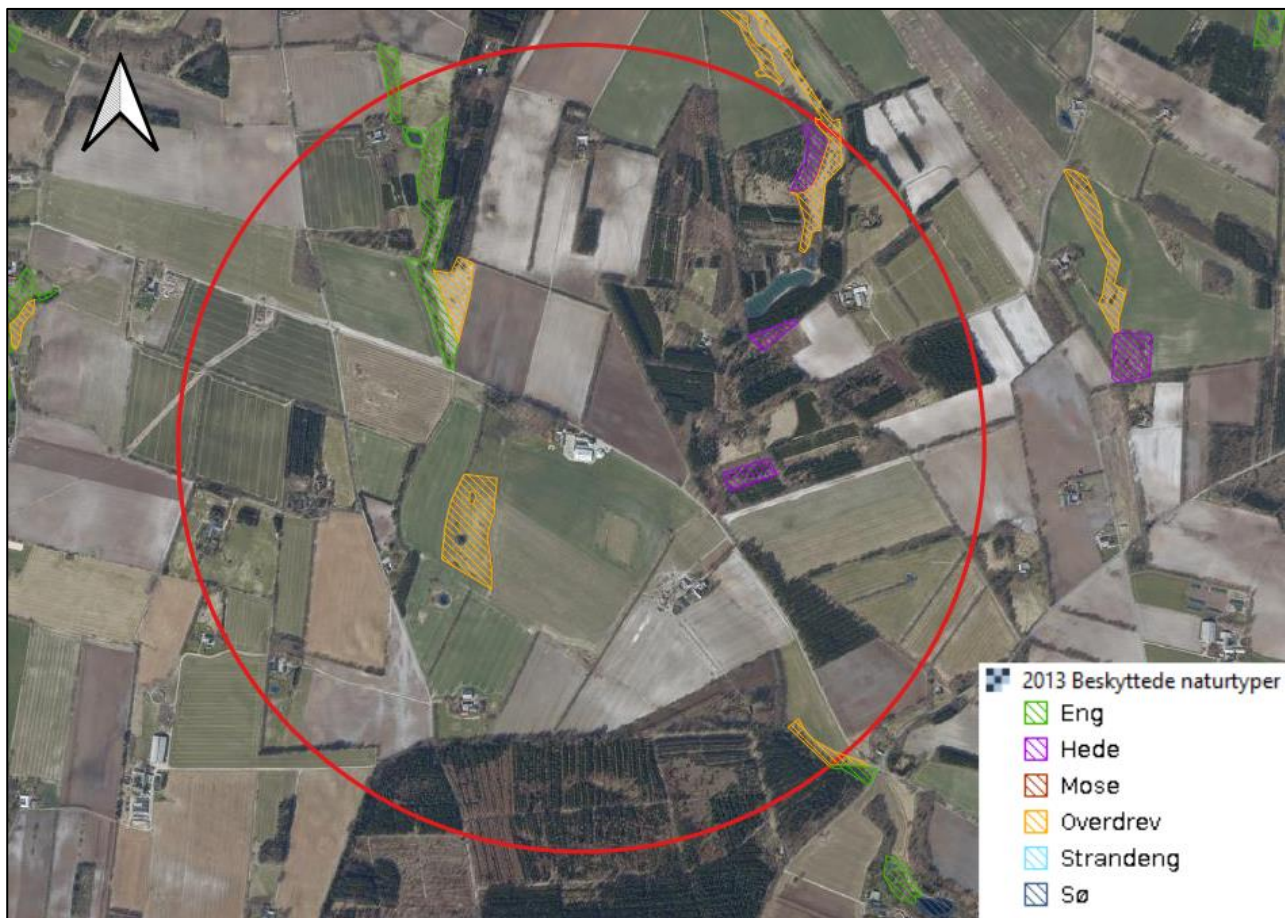 2013 Beskyttede naturtyper
Eng
Hede
Mose
Overdrev
Strandeng
Sø